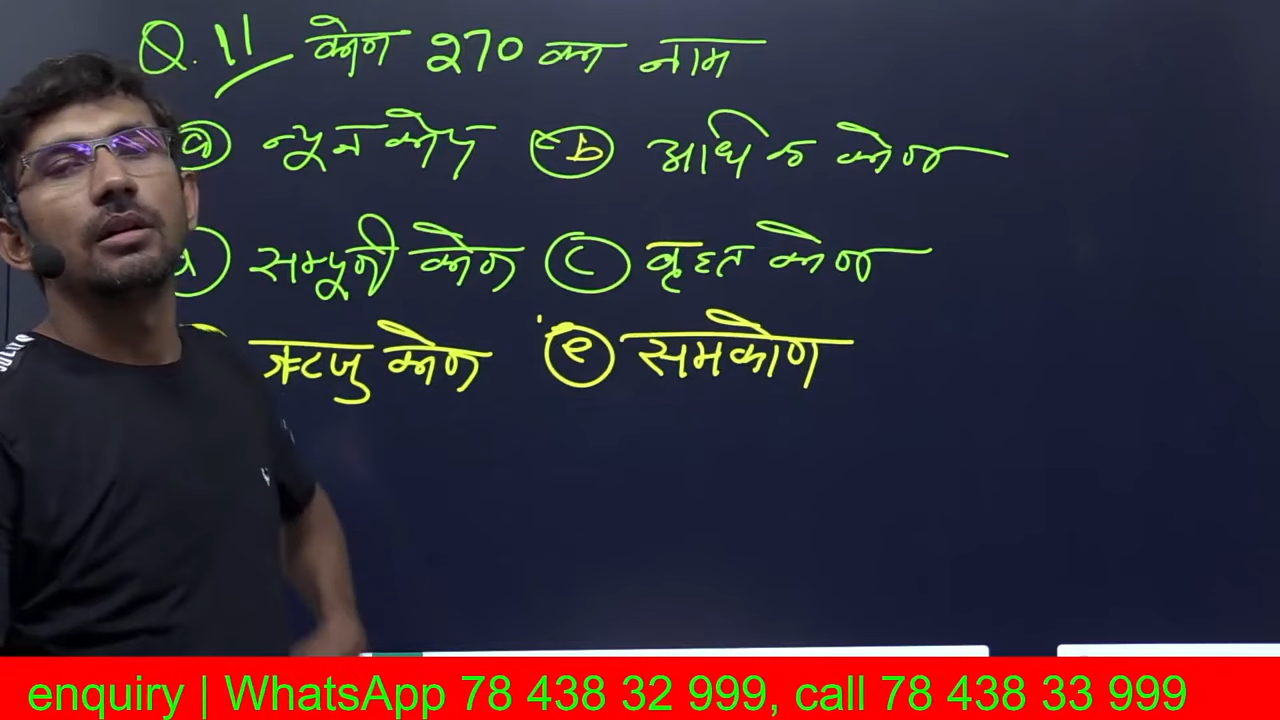 Q.11 कोण 270 का नाम
a न्यून कोण b अधिक कोण
d सम्पूर्ण कोण c वृहत कोण
ऋजु कोण e समकोण
enquiry | WhatsApp 78 438 32 999, call 78 438 33 999